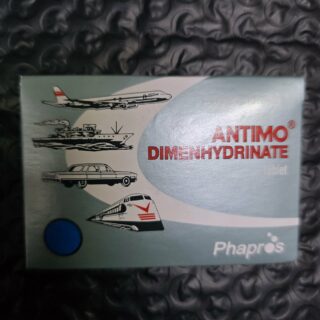 ANTIMO®
DIMENHYDRINATE
Tablet
Phapros